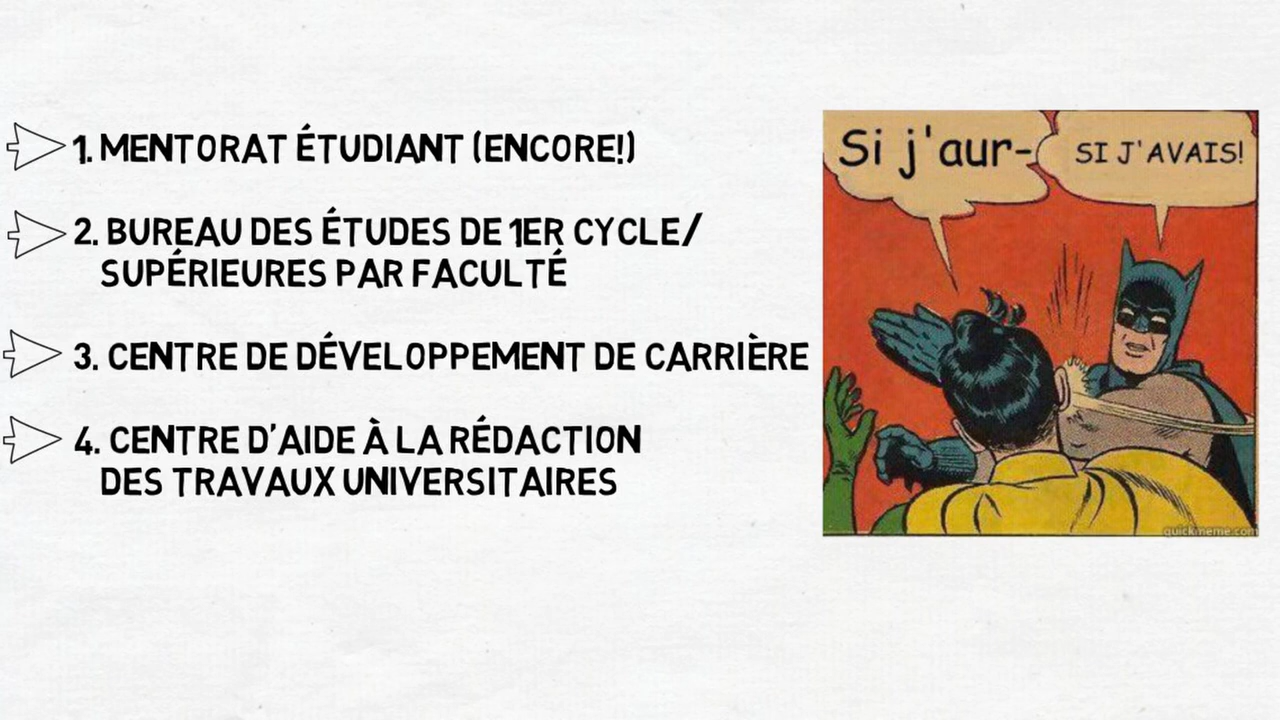 1. MENTORAT ÉTUDIANT (ENCORE!)
2. BUREAU DES ÉTUDES DE 1ER CYCLE/
SUPÉRIEURES PAR FACULTÉ
3. CENTRE DE DÉVELOPPEMENT DE CARRIÈRE
4. CENTRE D'AIDE À LA RÉDACTION
DES TRAVAUX UNIVERSITAIRES
Si j'aur-
SI J'AVAIS!
quickmeme.com